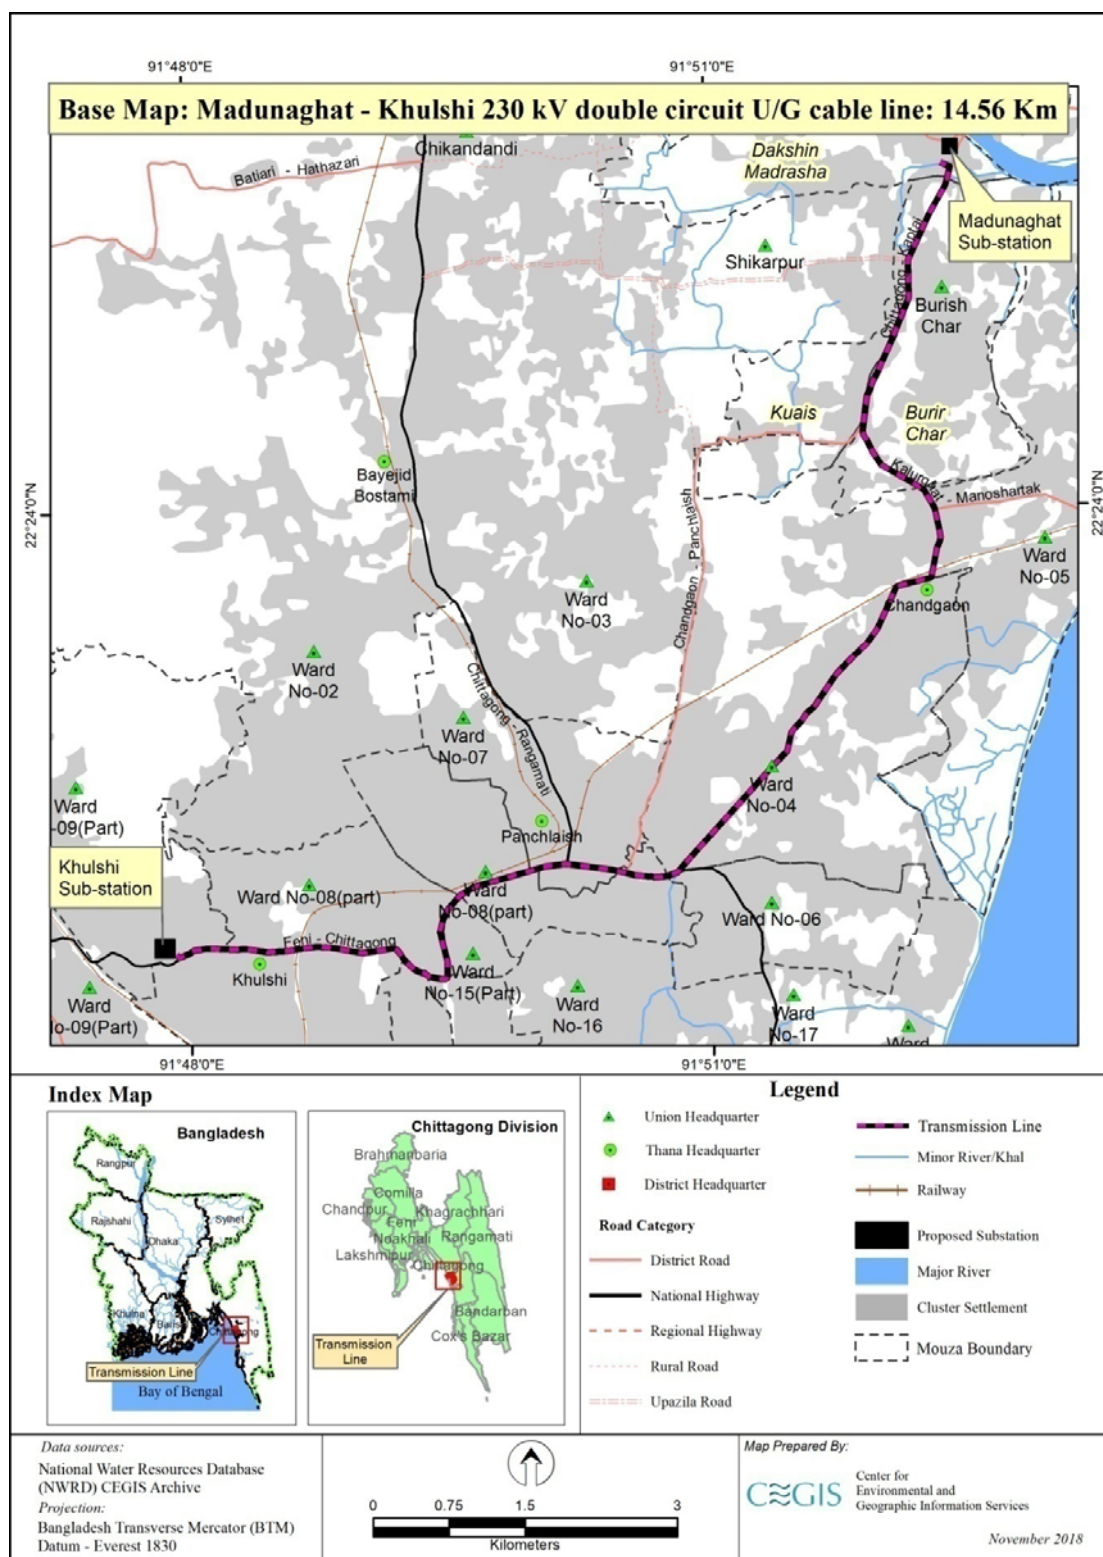 91°48'0"E
91°51'0"E
Base Map: Madunaghat - Khulshi 230 kV double circuit U/G cable line: 14.56 Km
Chikandandi
Dakshin
Madrasha
Batiari - Hathazari
Madunaghat
Sub-station
Shikarpur
Chittagong - Kaptai
Burish
Char
Kuais
Burir
Char
Bayejid
Bostami
Kalurghat - Manoshartak
22°24'0"N
22°24'0"N
Chandgaon - Panchlaish
Ward
No-05
Ward
No-03
Chandgaon
Ward
No-02
Chittagong - Rangamati
Ward
No-07
Ward
No-04
Ward
-09(Part)
Panchlaish
Khulshi
Sub-station
Ward No-08(part)
Ward
No-08(part)
Ward No-06
Feni - Chittagong
Khulshi
Ward
No-15(Part)
Ward
lo-09(Part)
Ward
No-16
Ward
No-17
Ward
91°48'0"E
91°51'0"E
Index Map
Bangladesh
Rangpur
Rajshahi
Dhaka
Sylhet
Khulna
Chittagong
Transmission Line
Bay of Bengal
Chittagong Division
Brahmanbaria
Comilla
Chandpur
Khagrachhari
Feni
Noakhali
Rangamati
Lakshmipur
Chittagong
Bandarban
Cox's Bazar
Transmission
Line
Legend
Union Headquarter
Thana Headquarter
District Headquarter
Road Category
District Road
National Highway
Regional Highway
Rural Road
Upazila Road
Transmission Line
Minor River/Khal
Railway
Proposed Substation
Major River
Cluster Settlement
Mouza Boundary
Data sources:
National Water Resources Database
(NWRD) CEGIS Archive
Projection:
Bangladesh Transverse Mercator (BTM)
Datum - Everest 1830
0 0.75 1.5 3
Kilometers
Map Prepared By:
CEGIS
Center for
Environmental and
Geographic Information Services
November 2018